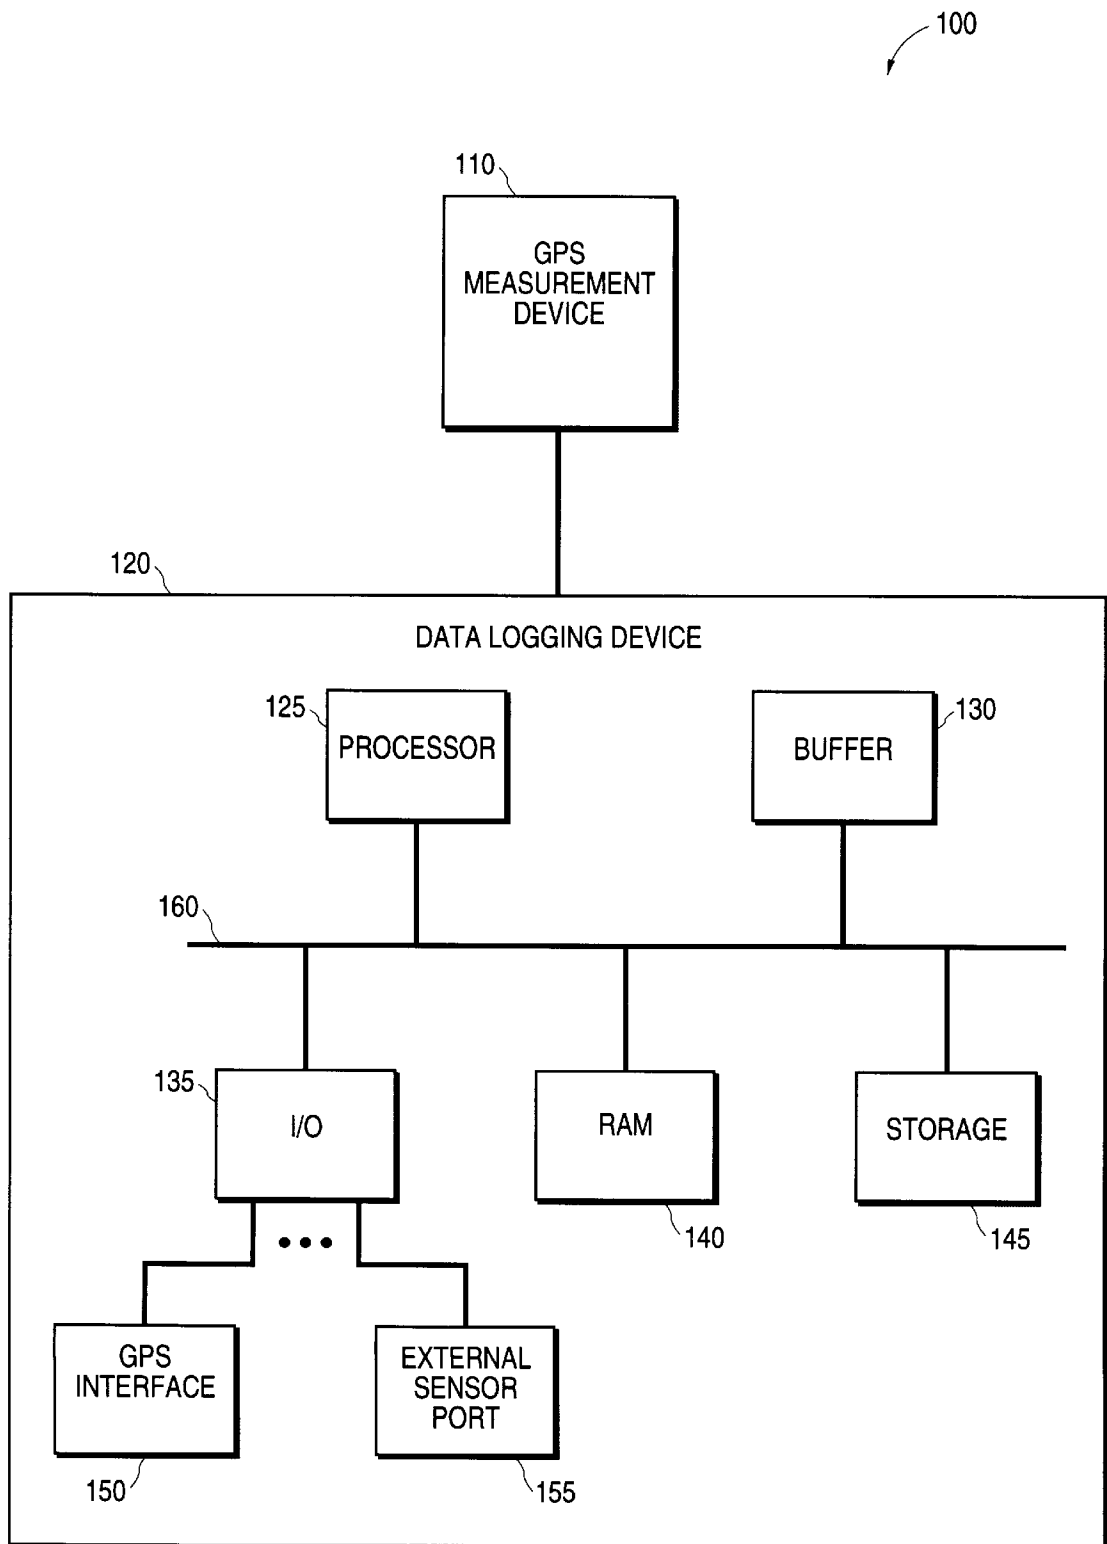 100
110
GPS
MEASUREMENT
DEVICE
120
DATA LOGGING DEVICE
125
PROCESSOR
BUFFER
130
160
135
I/O
RAM
STORAGE
140
145
GPS
INTERFACE
EXTERNAL
SENSOR
PORT
150
155